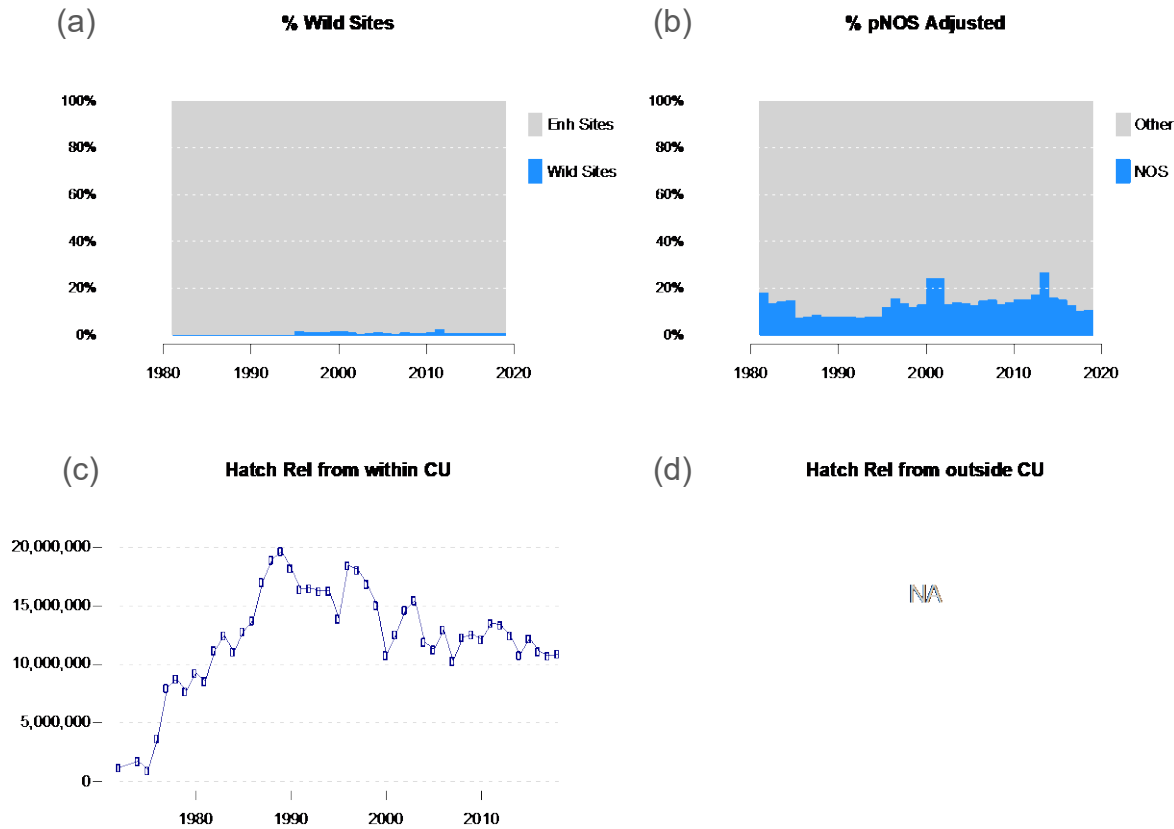 (a)
% Wild Sites
100%
80%
60%
40%
20%
0%
1980 1990 2000 2010 2020
Enh Sites
Wild Sites
(b)
% pNOS Adjusted
100%
80%
60%
40%
20%
0%
1980 1990 2000 2010 2020
Other
NOS
(c)
Hatch Rel from within CU
20,000,000
15,000,000
10,000,000
5,000,000
0
1980 1990 2000 2010
(d)
Hatch Rel from outside CU
NA